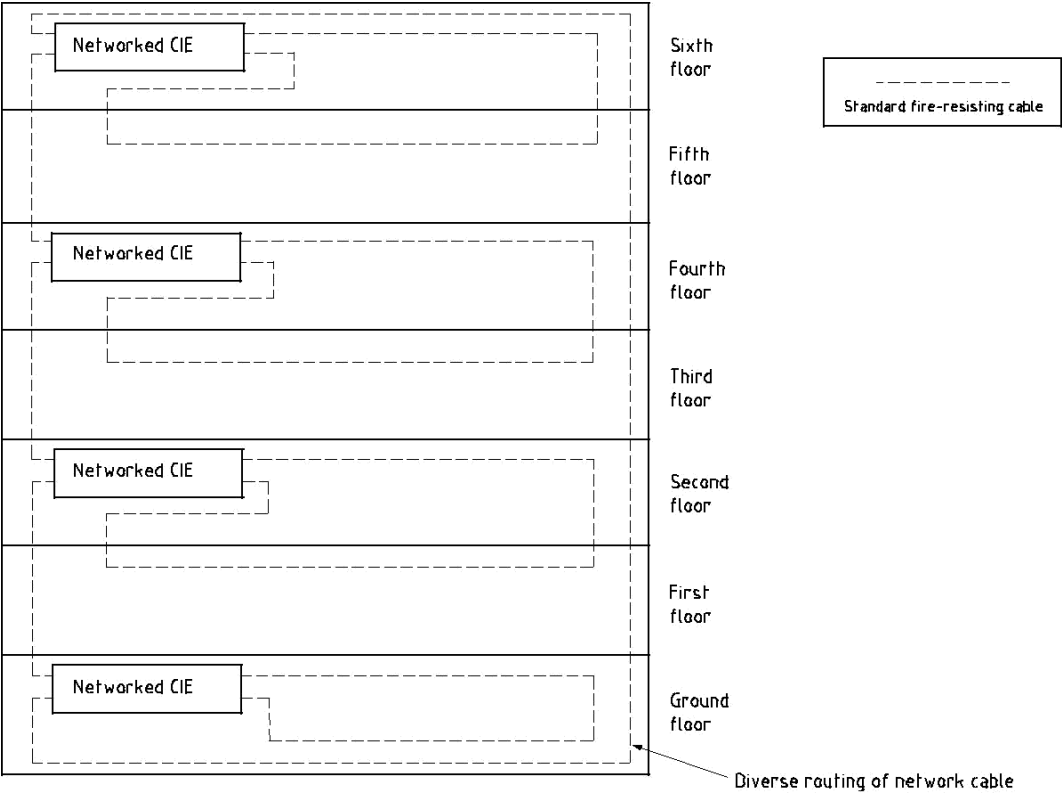 Networked CIE
Sixth
floor
Standard fire-resisting cable
Fifth
floor
Networked CIE
Fourth
floor
Third
floor
Networked CIE
Second
floor
First
floor
Networked CIE
Ground
floor
Diverse routing of network cable